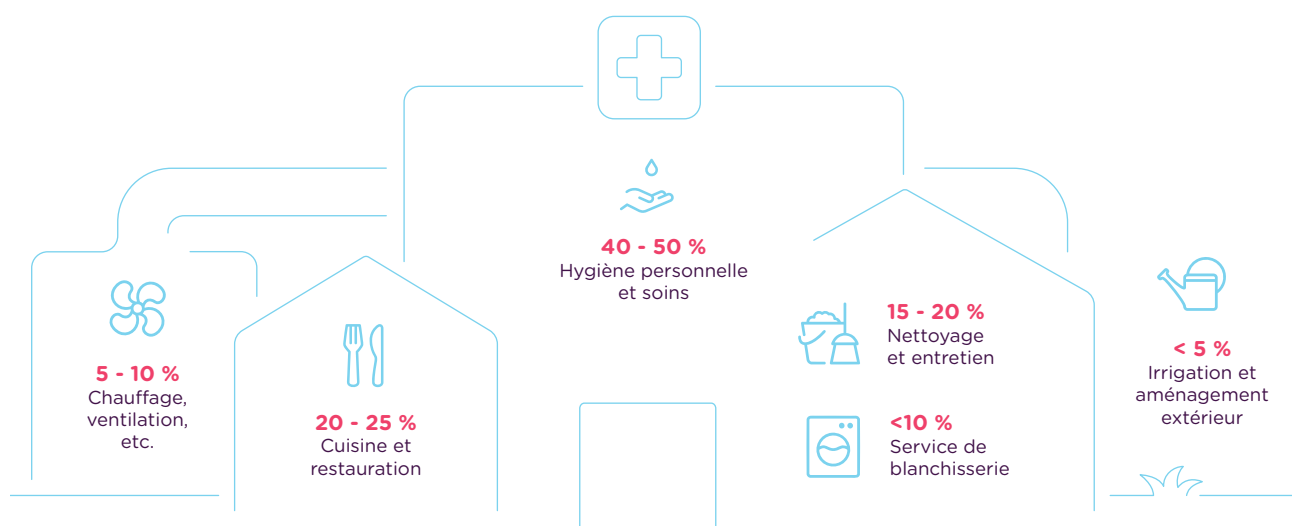 40 - 50 %
Hygiène personnelle
et soins
5 - 10 %
Chauffage,
ventilation,
etc.
20 - 25 %
Cuisine et
restauration
15 - 20 %
Nettoyage
et entretien
<10 %
Service de
blanchisserie
< 5 %
Irrigation et
aménagement
extérieur